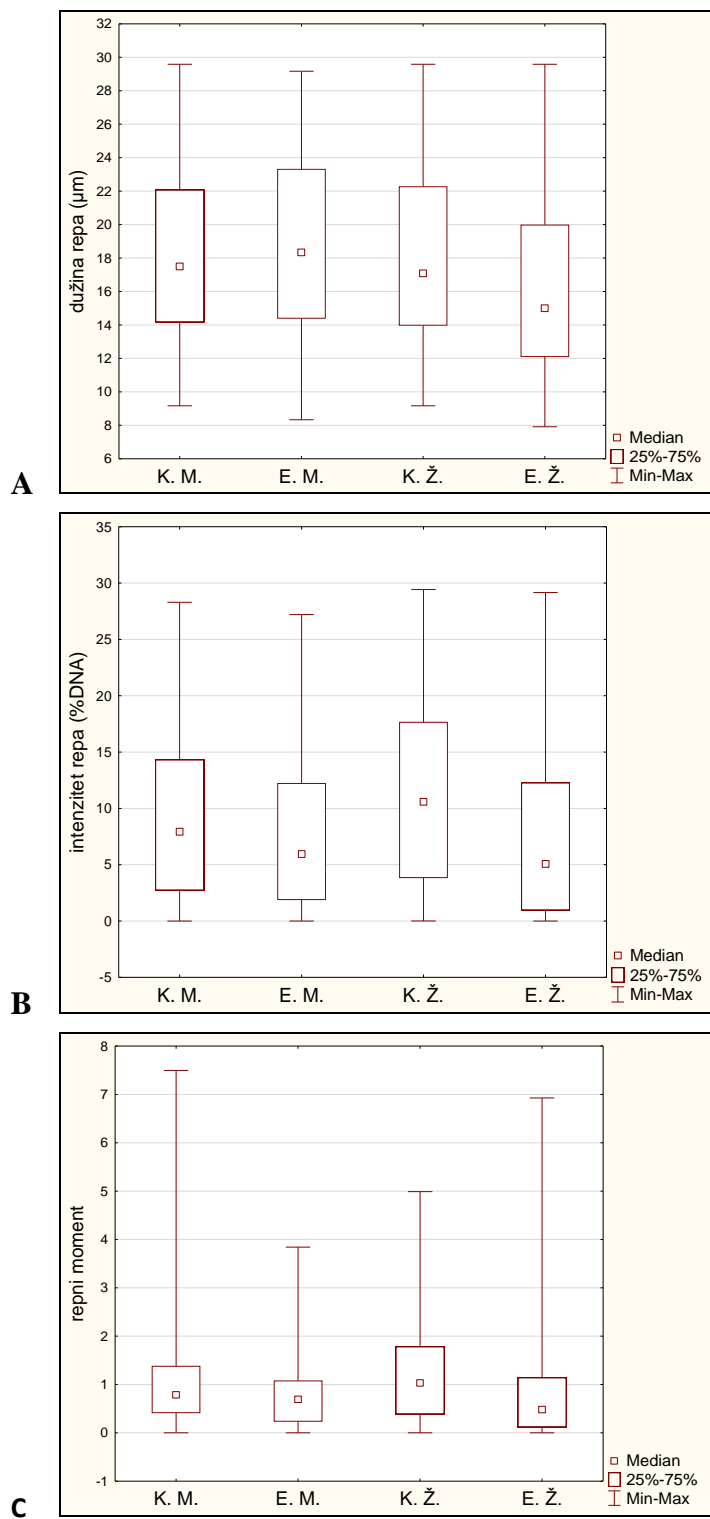 32
30
28
26
24
22
20
18
16
14
12
10
8
6
dužina repa (µm)
K. M. E. M. K. Ž. E. Ž.
Median
25%-75%
Min-Max
A
35
30
25
20
15
10
5
0
-5
intenzitet repa (%DNA)
K. M. E. M. K. Ž. E. Ž.
Median
25%-75%
Min-Max
B
8
7
6
5
4
3
2
1
0
-1
repni moment
K. M. E. M. K. Ž. E. Ž.
Median
25%-75%
Min-Max
C